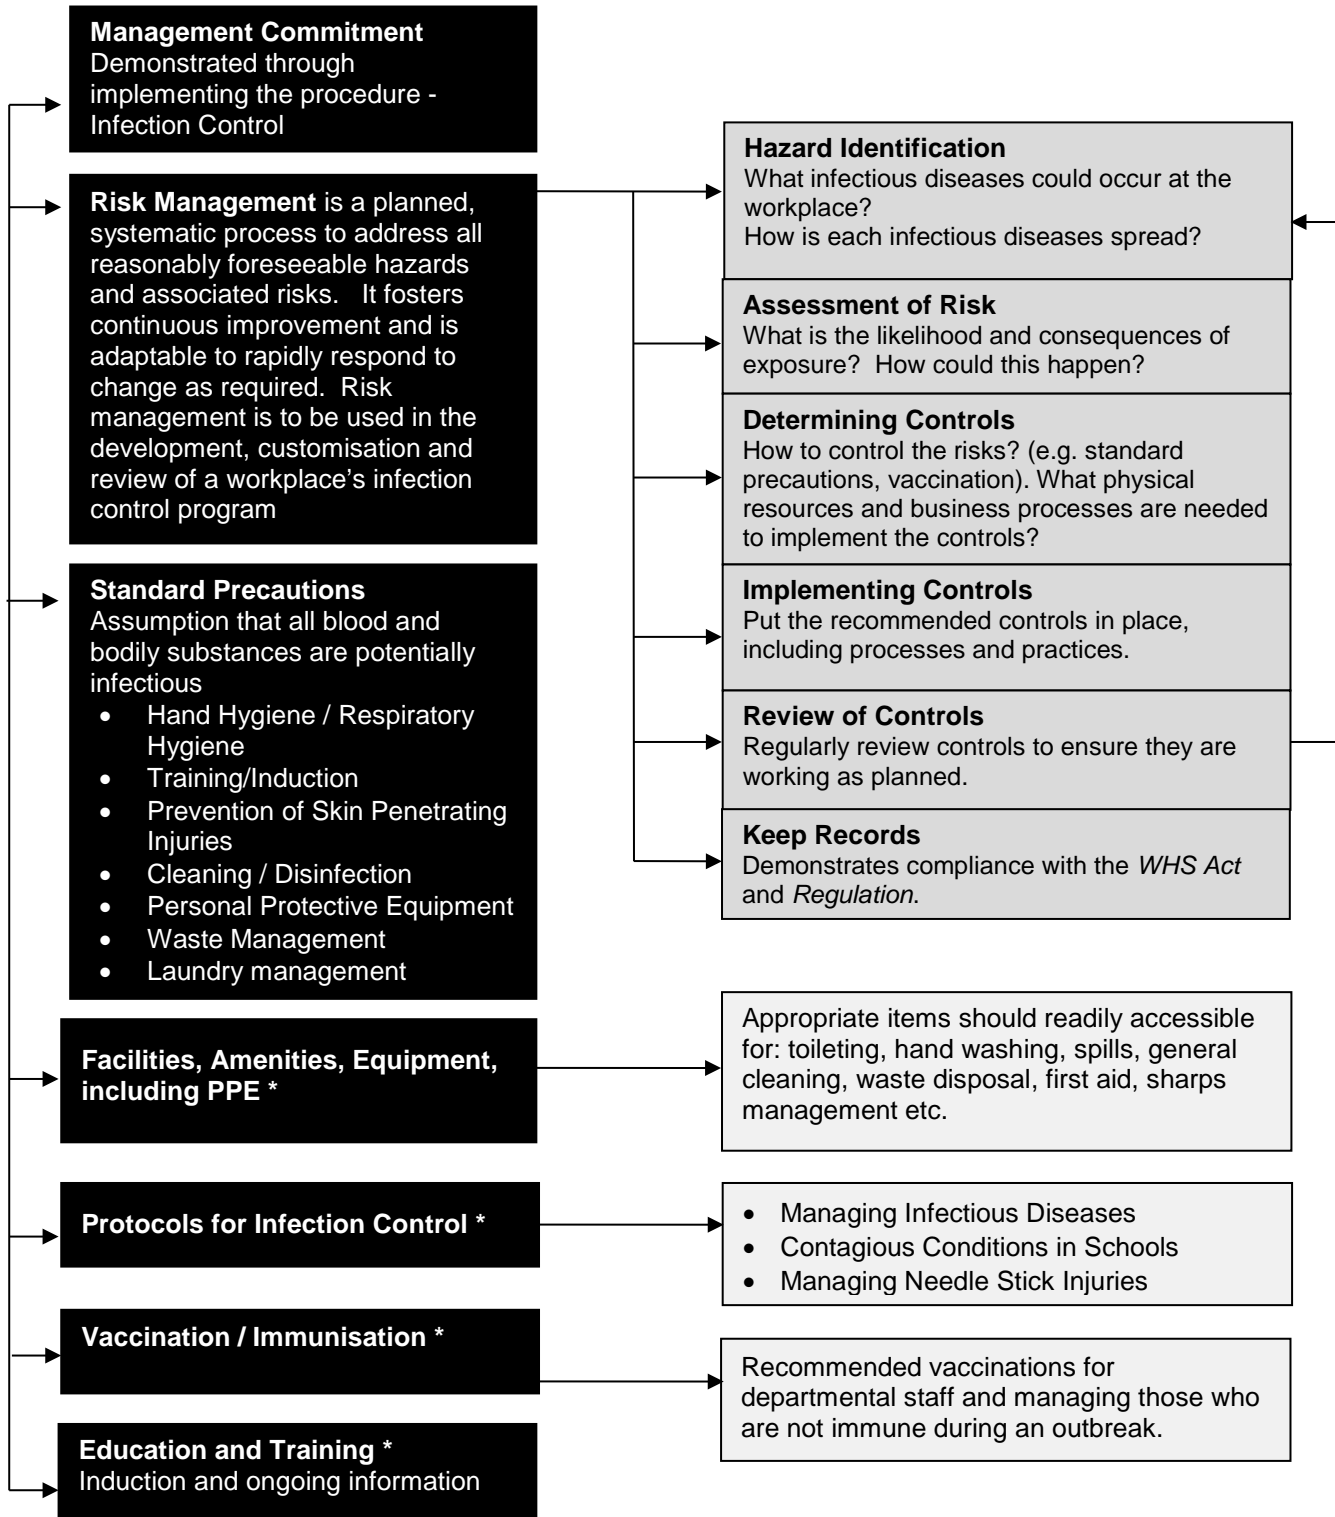 Management Commitment
Demonstrated through
implementing the procedure -
Infection Control
Risk Management is a planned,
systematic process to address all
reasonably foreseeable hazards
and associated risks.   It fosters
continuous improvement and is
adaptable to rapidly respond to
change as required.  Risk
management is to be used in the
development, customisation and
review of a workplace’s infection
control program
Hazard Identification
What infectious diseases could occur at the
workplace?
How is each infectious diseases spread?
Assessment of Risk
What is the likelihood and consequences of
exposure?  How could this happen?
Determining Controls
How to control the risks? (e.g. standard
precautions, vaccination). What physical
resources and business processes are needed
to implement the controls?
Implementing Controls
Put the recommended controls in place,
including processes and practices.
Review of Controls
Regularly review controls to ensure they are
working as planned.
Keep Records
Demonstrates compliance with the WHS Act
and Regulation.
Standard Precautions
Assumption that all blood and
bodily substances are potentially
infectious
• Hand Hygiene / Respiratory
Hygiene
• Training/Induction
• Prevention of Skin Penetrating
Injuries
• Cleaning / Disinfection
• Personal Protective Equipment
• Waste Management
• Laundry management
Facilities, Amenities, Equipment,
including PPE *
Appropriate items should readily accessible
for: toileting, hand washing, spills, general
cleaning, waste disposal, first aid, sharps
management etc.
Protocols for Infection Control *
• Managing Infectious Diseases
• Contagious Conditions in Schools
• Managing Needle Stick Injuries
Vaccination / Immunisation *
Recommended vaccinations for
departmental staff and managing those who
are not immune during an outbreak.
Education and Training *
Induction and ongoing information